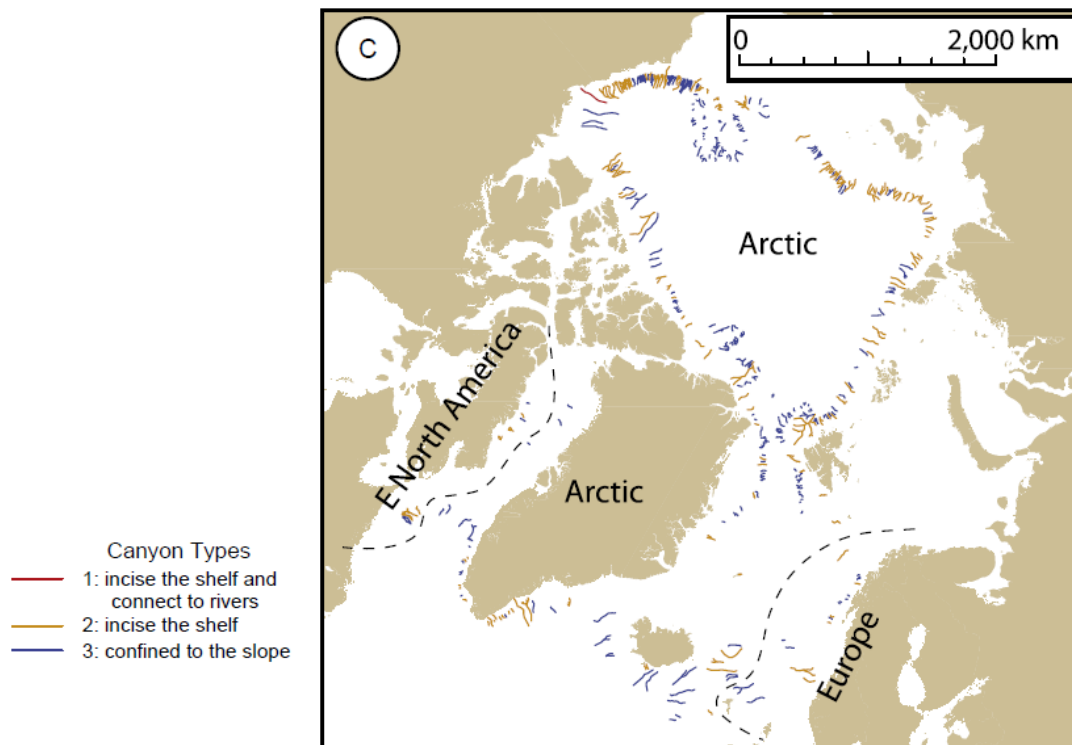 C
0 2,000 km
Arctic
E North America
Arctic
Europe
Canyon Types
1: incise the shelf and
connect to rivers
2: incise the shelf
3: confined to the slope